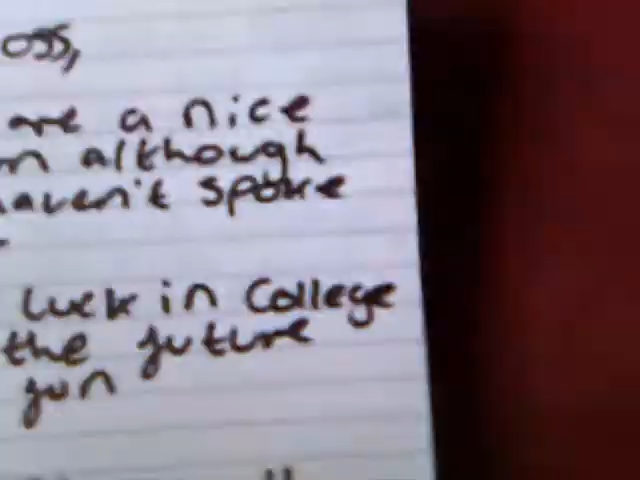 oss,
are a nice
although
haven't spoke
luck in College
the future
fun